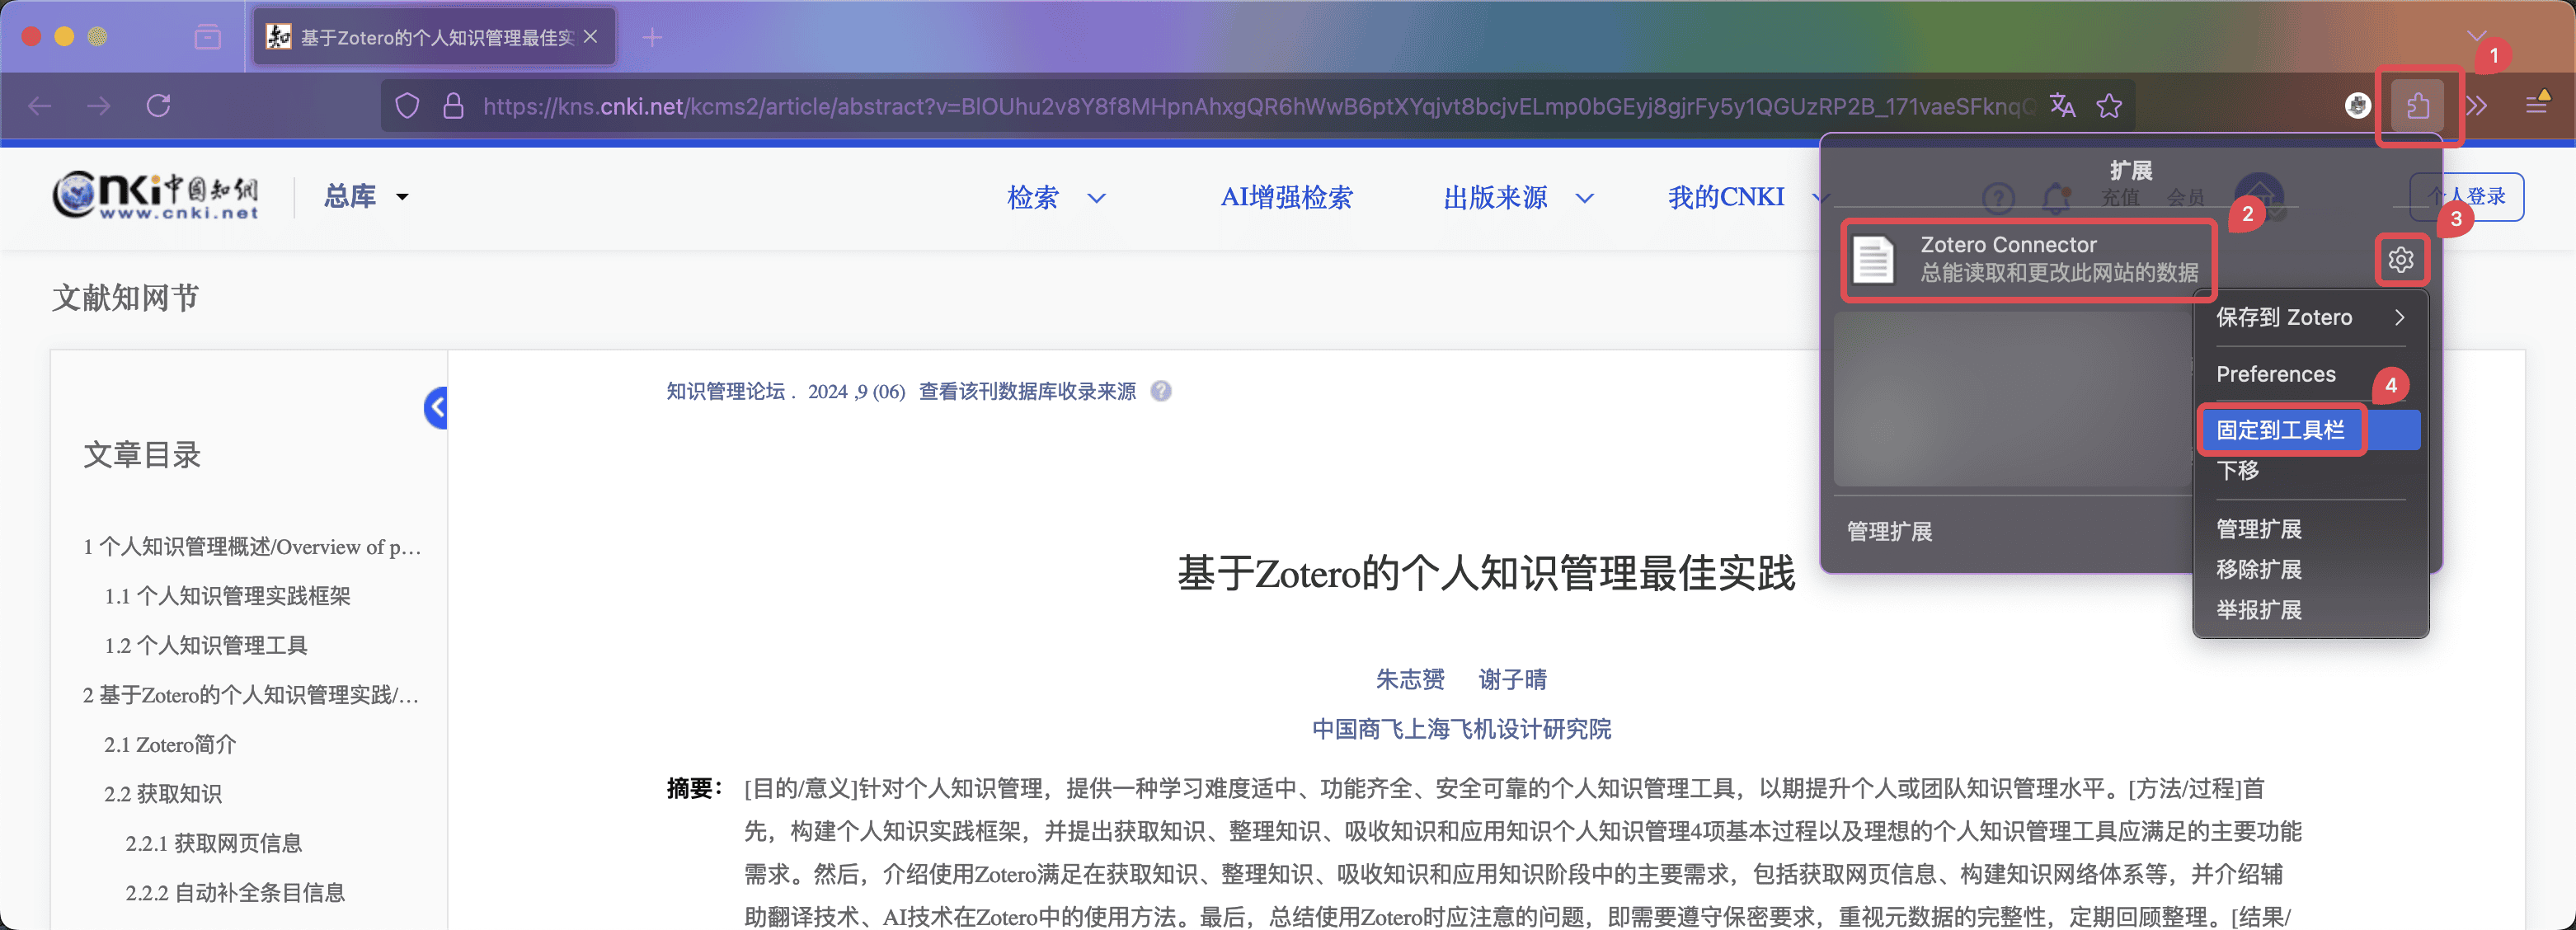 基于Zotero的个人知识管理最佳实
https://kns.cnki.net/kcms2/article/abstract?v=BlOUhu2v8Y8f8MHpnAhxgQR6hWwB6ptXYqjvt8bcjvELmp0bGEyj8gjrFy5y1QGUzRP2B_171vaeSFknqQ
1
cnki中国知网
www.cnki.net
总库
检索
AI增强检索
出版来源
我的CNKI
充值
会员
个人登录
扩展
2
3
Zotero Connector
总能读取和更改此网站的数据
保存到 Zotero
Preferences
4
固定到工具栏
下移
管理扩展
移除扩展
举报扩展
管理扩展
文献知网节
文章目录
1 个人知识管理概述/Overview of p…
1.1 个人知识管理实践框架
1.2 个人知识管理工具
2 基于Zotero的个人知识管理实践/…
2.1 Zotero简介
2.2 获取知识
2.2.1 获取网页信息
2.2.2 自动补全条目信息
知识管理论坛 . 2024 ,9 (06) 查看该刊数据库收录来源 ?
基于Zotero的个人知识管理最佳实践
朱志赟 谢子晴
中国商飞上海飞机设计研究院
摘要： [目的/意义]针对个人知识管理，提供一种学习难度适中、功能齐全、安全可靠的个人知识管理工具，以期提升个人或团队知识管理水平。[方法/过程]首
先，构建个人知识实践框架，并提出获取知识、整理知识、吸收知识和应用知识个人知识管理4项基本过程以及理想的个人知识管理工具应满足的主要功能
需求。然后，介绍使用Zotero满足在获取知识、整理知识、吸收知识和应用知识阶段中的主要需求，包括获取网页信息、构建知识网络体系等，并介绍辅
助翻译技术、AI技术在Zotero中的使用方法。最后，总结使用Zotero时应注意的问题，即需要遵守保密要求，重视元数据的完整性，定期回顾整理。[结果/